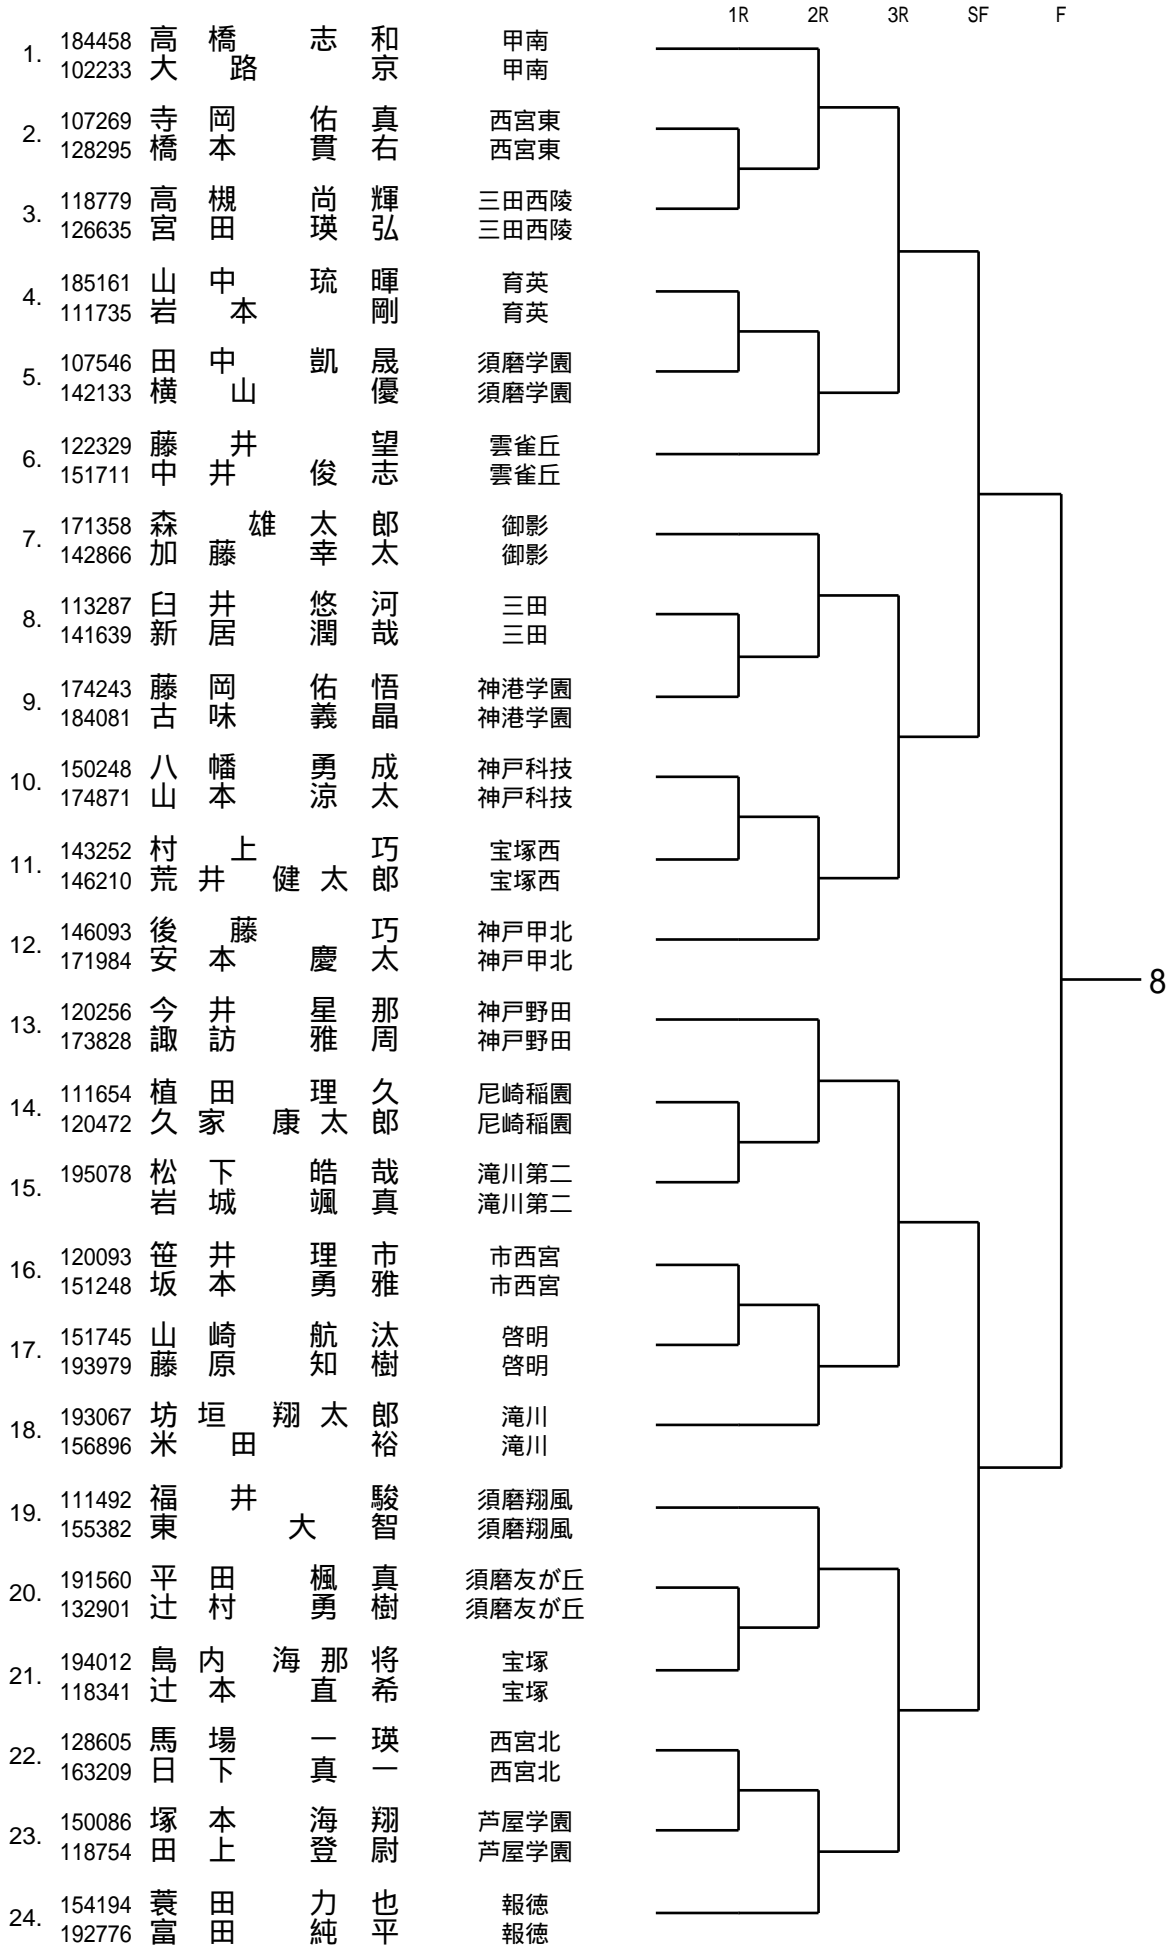 1R 2R 3R SF F
1. 184458 高橋 志和 甲南
102233 大路 京 甲南
2. 107269 寺岡 佑真 西宮東
128295 橋本 貫右 西宮東
3. 118779 高槻 尚輝 三田西陵
126635 宮田 瑛弘 三田西陵
4. 185161 山中 琉暉 育英
111735 岩本 剛 育英
5. 107546 田中 凱晟 須磨学園
142133 横山 優 須磨学園
6. 122329 藤井 望 雲雀丘
151711 中井 俊志 雲雀丘
7. 171358 森 雄太郎 御影
142866 加藤 幸太 御影
8. 113287 臼井 悠河 三田
141639 新居 潤哉 三田
9. 174243 藤岡 佑悟 神港学園
184081 古味 義晶 神港学園
10. 150248 八幡 勇成 神戸科技
174871 山本 涼太 神戸科技
11. 143252 村上 巧 宝塚西
146210 荒井 健太郎 宝塚西
12. 146093 後藤 巧 神戸甲北
171984 安本 慶太 神戸甲北
8
13. 120256 今井 星那 神戸野田
173828 諏訪 雅周 神戸野田
14. 111654 植田 理久 尼崎稲園
120472 久家 康太郎 尼崎稲園
15. 195078 松下 皓哉 滝川第二
岩城 颯真 滝川第二
16. 120093 笹井 理市 市西宮
151248 坂本 勇雅 市西宮
17. 151745 山崎 航汰 啓明
193979 藤原 知樹 啓明
18. 193067 坊垣 翔太郎 滝川
156896 米田 裕 滝川
19. 111492 福井 駿 須磨翔風
155382 東 大智 須磨翔風
20. 191560 平田 楓真 須磨友が丘
132901 辻村 勇樹 須磨友が丘
21. 194012 島内 海那将 宝塚
118341 辻本 直希 宝塚
22. 128605 馬場 一瑛 西宮北
163209 日下 真一 西宮北
23. 150086 塚本 海翔 芦屋学園
118754 田上 登尉 芦屋学園
24. 154194 蓑田 力也 報徳
192776 富田 純平 報徳